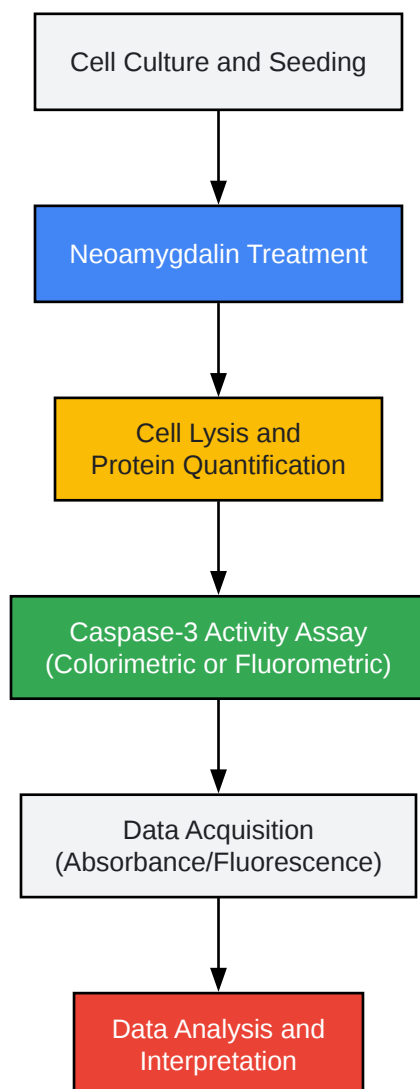 Cell Culture and Seeding
Neoamygdalin Treatment
Cell Lysis and
Protein Quantification
Caspase-3 Activity Assay
(Colorimetric or Fluorometric)
Data Acquisition
(Absorbance/Fluorescence)
Data Analysis and
Interpretation